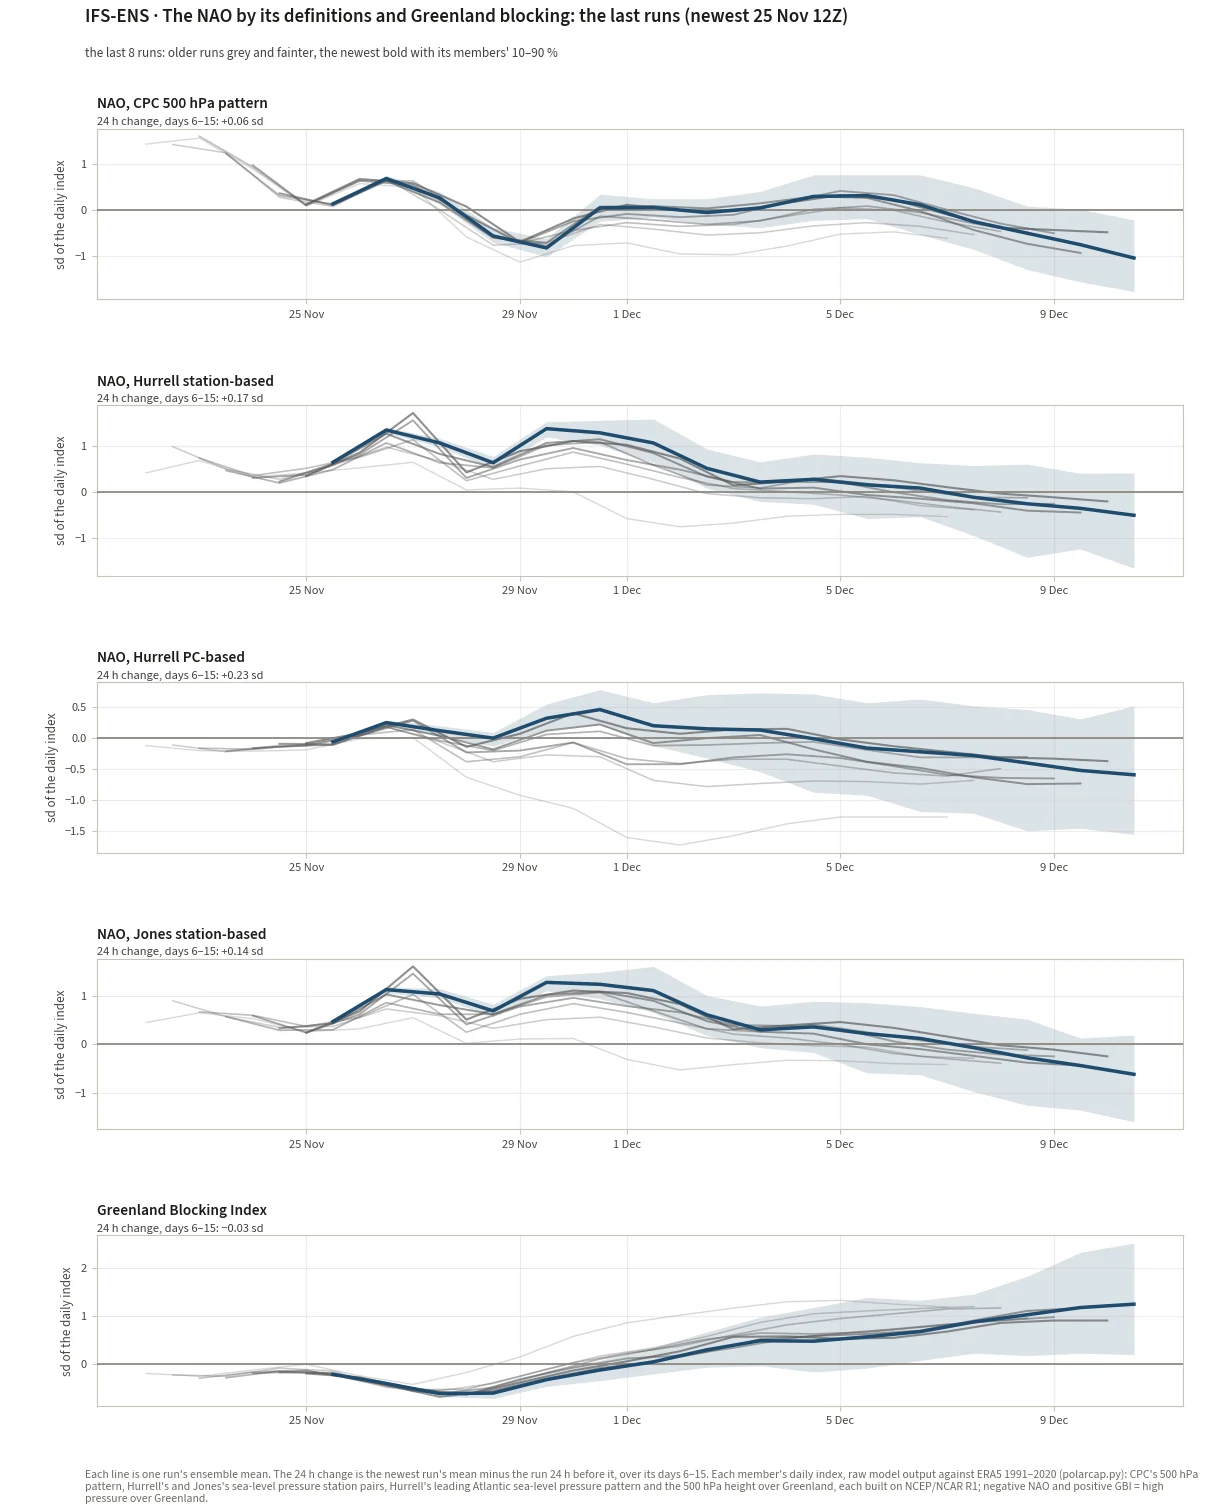 IFS-ENS · The NAO by its definitions and Greenland blocking: the last runs (newest 25 Nov 12Z)
the last 8 runs: older runs grey and fainter, the newest bold with its members' 10–90 %
NAO, CPC 500 hPa pattern
24 h change, days 6–15: +0.06 sd
sd of the daily index
1
0
−1
25 Nov
29 Nov
1 Dec
5 Dec
9 Dec
NAO, Hurrell station-based
24 h change, days 6–15: +0.17 sd
sd of the daily index
1
0
−1
25 Nov
29 Nov
1 Dec
5 Dec
9 Dec
NAO, Hurrell PC-based
24 h change, days 6–15: +0.23 sd
sd of the daily index
0.5
0.0
−0.5
−1.0
−1.5
25 Nov
29 Nov
1 Dec
5 Dec
9 Dec
NAO, Jones station-based
24 h change, days 6–15: +0.14 sd
sd of the daily index
1
0
−1
25 Nov
29 Nov
1 Dec
5 Dec
9 Dec
Greenland Blocking Index
24 h change, days 6–15: −0.03 sd
sd of the daily index
2
1
0
25 Nov
29 Nov
1 Dec
5 Dec
9 Dec
Each line is one run's ensemble mean. The 24 h change is the newest run's mean minus the run 24 h before it, over its days 6–15. Each member's daily index, raw model output against ERA5 1991–2020 (polarcap.py): CPC's 500 hPa
pattern, Hurrell's and Jones's sea-level pressure station pairs, Hurrell's leading Atlantic sea-level pressure pattern and the 500 hPa height over Greenland, each built on NCEP/NCAR R1; negative NAO and positive GBI = high
pressure over Greenland.